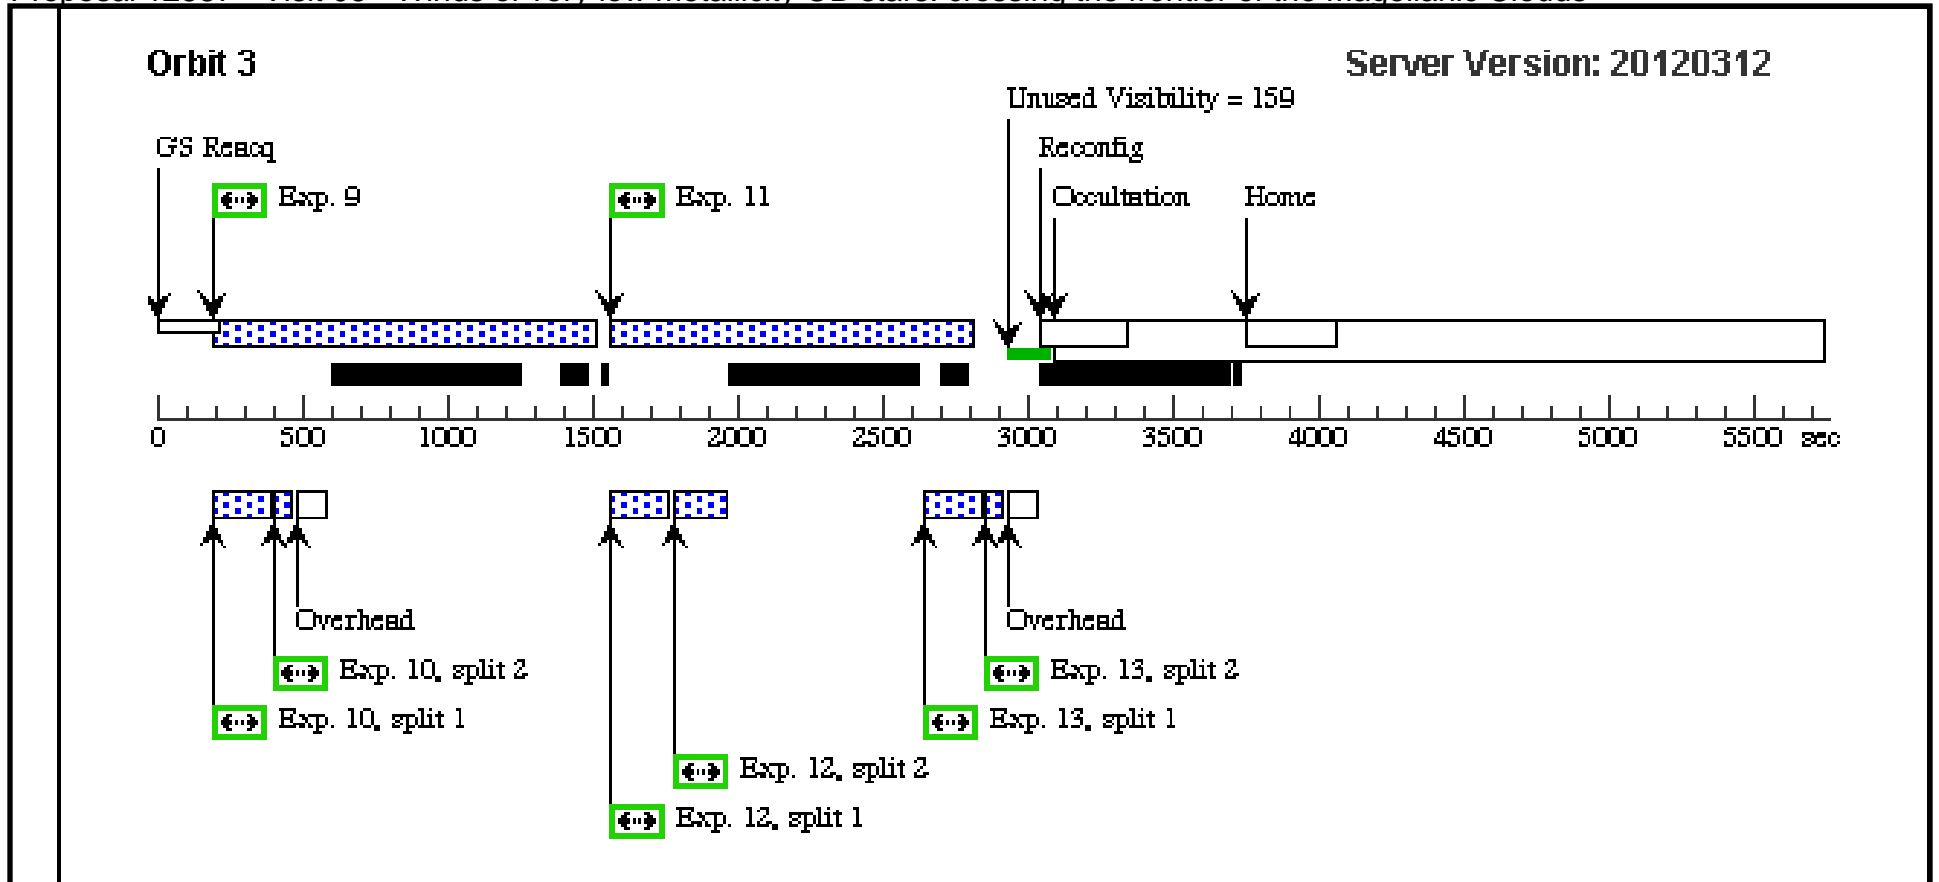 Orbit 3
Server Version: 20120312
Unused Visibility = 159
GS Reacq
Reconfig
Exp. 9
Exp. 11
Occultation
Home
0 500 1000 1500 2000 2500 3000 3500 4000 4500 5000 5500 sec
Overhead
Overhead
Exp. 10, split 2
Exp. 13, split 2
Exp. 10, split 1
Exp. 13, split 1
Exp. 12, split 2
Exp. 12, split 1